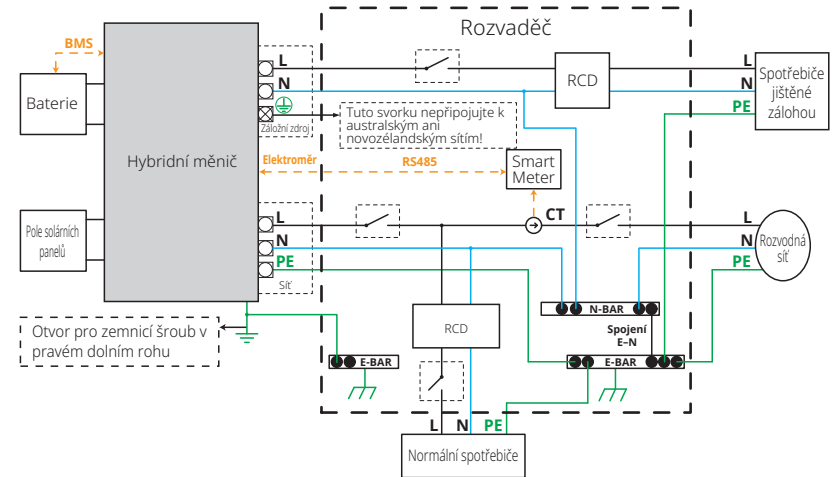 Rozvaděč
BMS
Baterie
Hybridní měnič
L
N
Záložní zdroj
RCD
L
N
PE
Spotřebiče
jištěné
zálohou
Tuto svorku nepřipojujte k
australským ani
novozélandským sítím!
Elektroměr
RS485
Smart
Meter
Pole solárních
panelů
L
N
PE
Síť
CT
L
N
PE
Rozvodná
síť
Otvor pro zemnicí šroub v
pravém dolním rohu
RCD
N-BAR
Spojení
E–N
E-BAR
E-BAR
L
N
PE
Normální spotřebiče